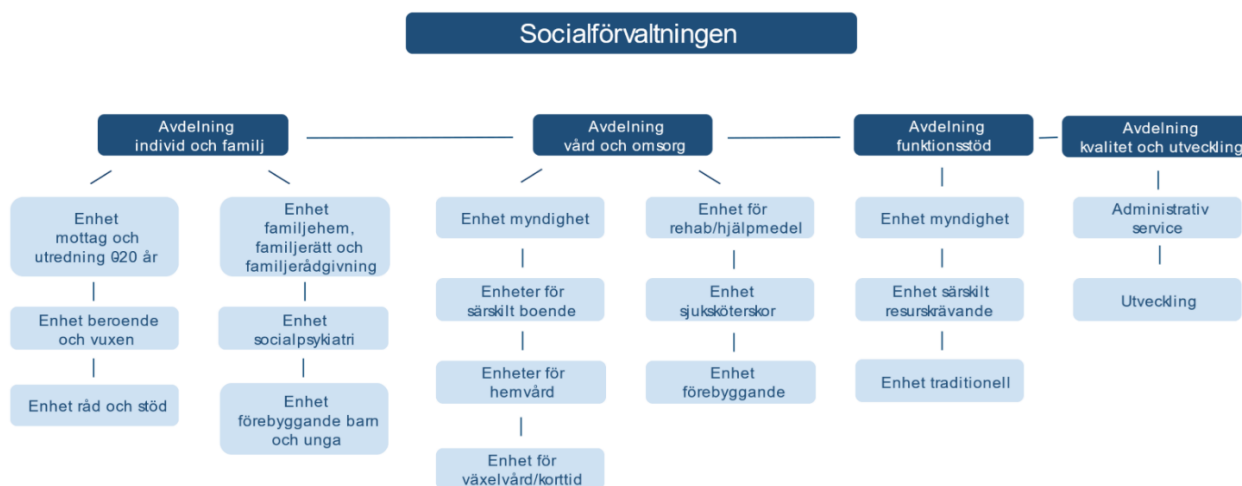 Socialförvaltningen
Avdelning
individ och familj
Avdelning
vård och omsorg
Avdelning
funktionsstöd
Avdelning
kvalitet och utveckling
Enhet
mottag och
utredning 0-20 år
Enhet beroende
och vuxen
Enhet råd och stöd
Enhet
familjehem,
familjerätt och
familjerådgivning
Enhet
socialpsykiatri
Enhet
förebyggande barn
och unga
Enhet myndighet
Enheter för
särskilt boende
Enheter för
hemvård
Enhet för
växelvård/korttid
Enhet för
rehab/hjälpmedel
Enhet
sjuksköterskor
Enhet
förebyggande
Enhet myndighet
Enhet särskilt
resurskrävande
Enhet traditionell
Administrativ
service
Utveckling